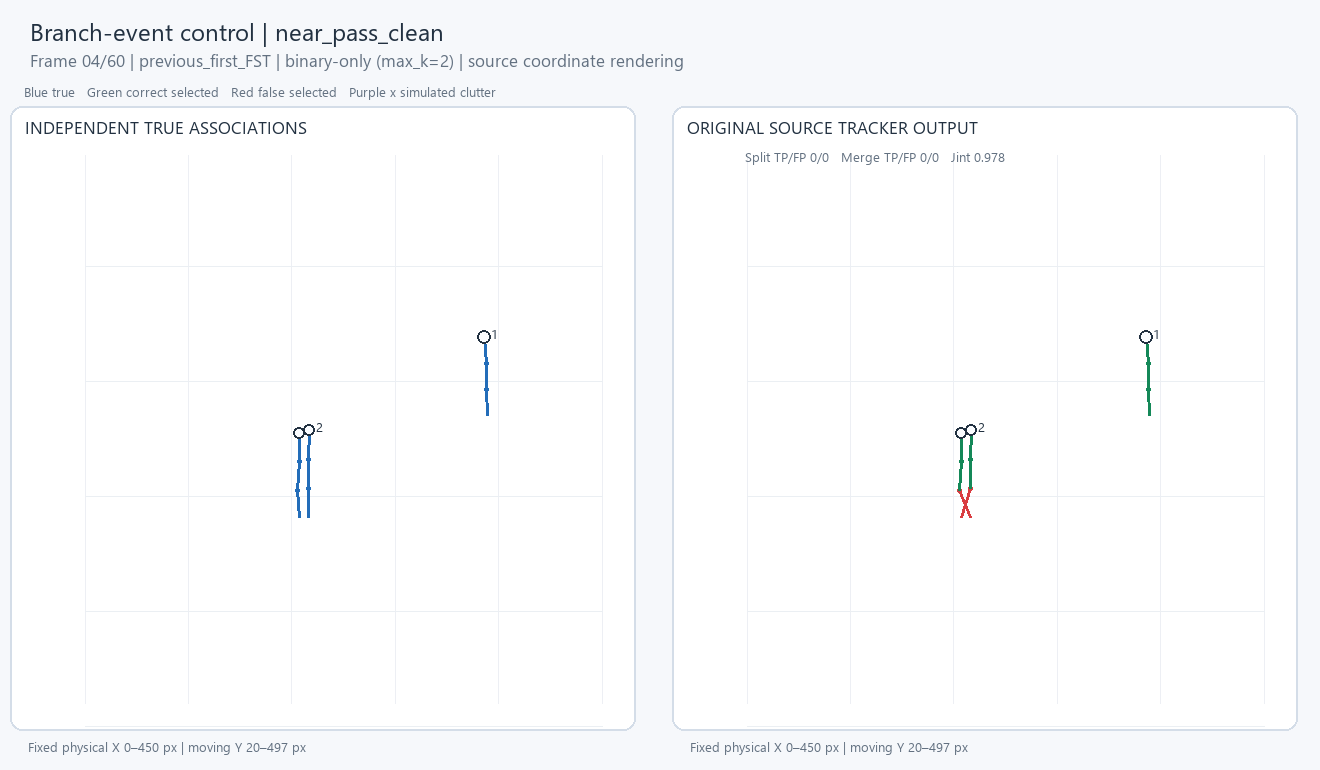 Branch-event control | near_pass_clean
Frame 04/60 | previous_first_FST | binary-only (max_k=2) | source coordinate rendering
Blue true   Green correct selected   Red false selected   Purple x simulated clutter
INDEPENDENT TRUE ASSOCIATIONS
1
2
Fixed physical X 0–450 px | moving Y 20–497 px
ORIGINAL SOURCE TRACKER OUTPUT
Split TP/FP 0/0   Merge TP/FP 0/0   Jint 0.978
1
2
Fixed physical X 0–450 px | moving Y 20–497 px